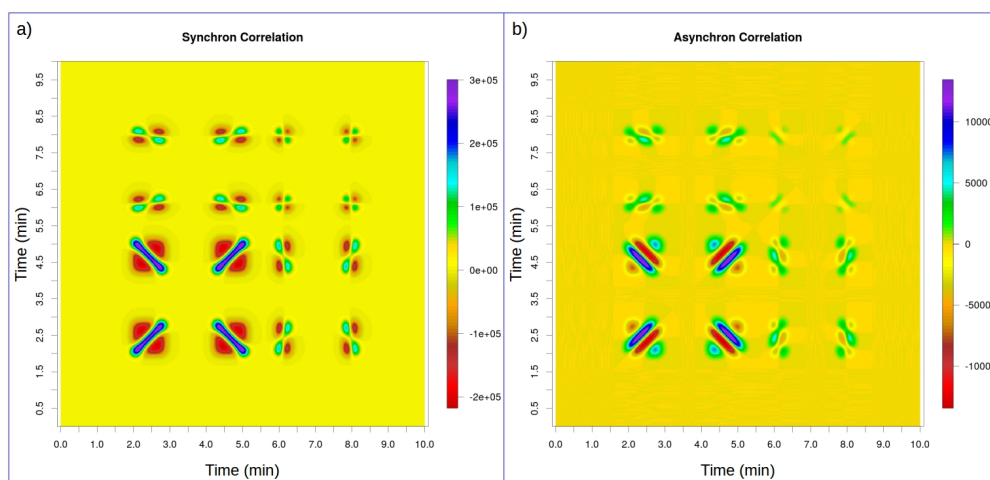 a)
Synchron Correlation
Time (min)
9.5
8.5
7.5
6.5
5.5
4.5
3.5
2.5
1.5
0.5
0.0 1.0 2.0 3.0 4.0 5.0 6.0 7.0 8.0 9.0 10.0
Time (min)
3e+05
2e+05
1e+05
0e+00
-1e+05
-2e+05
b)
Asynchron Correlation
Time (min)
9.5
8.5
7.5
6.5
5.5
4.5
3.5
2.5
1.5
0.5
0.0 1.0 2.0 3.0 4.0 5.0 6.0 7.0 8.0 9.0 10.0
Time (min)
10000
5000
0
-5000